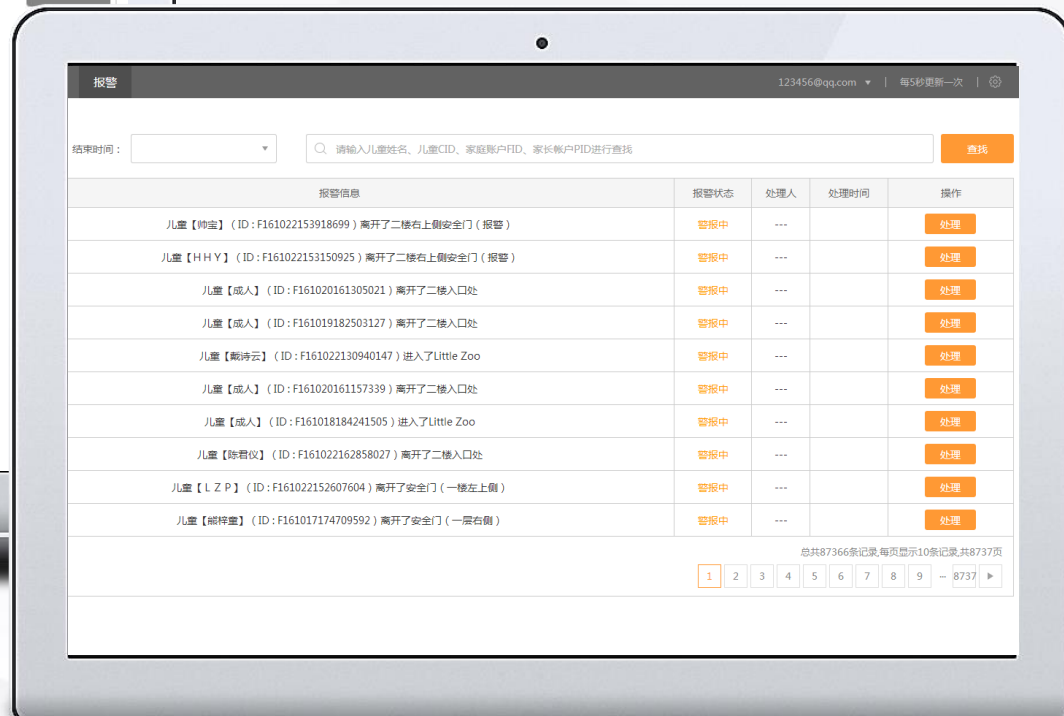 报警 123456@qq.com ▼ | 每5秒更新一次 |
结束时间： 请输入儿童姓名、儿童CID、家庭账户FID、家长帐户PID进行查找 查找
报警信息 报警状态 处理人 处理时间 操作
儿童【帅宝】（ID：F161022153918699）离开了二楼右上侧安全门（报警） 警报中 --- 处理
儿童【HHY】（ID：F161022153150925）离开了二楼右上侧安全门（报警） 警报中 --- 处理
儿童【成人】（ID：F161020161305021）离开了二楼入口处 警报中 --- 处理
儿童【成人】（ID：F161019182503127）离开了二楼入口处 警报中 --- 处理
儿童【戴诗云】（ID：F161022130940147）进入了Little Zoo 警报中 --- 处理
儿童【成人】（ID：F161020161157339）离开了二楼入口处 警报中 --- 处理
儿童【成人】（ID：F161018184241505）进入了Little Zoo 警报中 --- 处理
儿童【陈君仪】（ID：F161022162858027）离开了二楼入口处 警报中 --- 处理
儿童【LZP】（ID：F161022152607604）离开了安全门（一楼左上侧） 警报中 --- 处理
儿童【熊梓童】（ID：F161017174709592）离开了安全门（一层右侧） 警报中 --- 处理
总共87366条记录,每页显示10条记录,共8737页
1 2 3 4 5 6 7 8 9 ... 8737 ▶